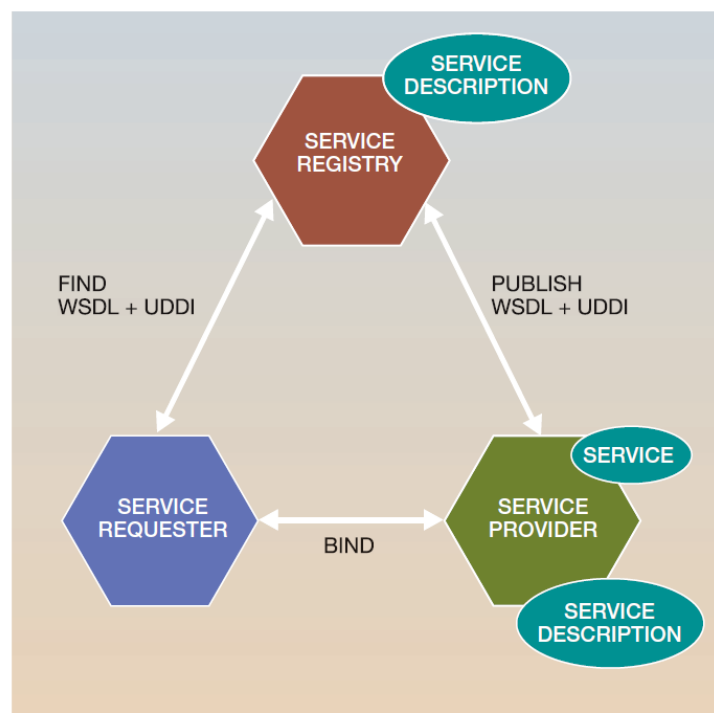 SERVICE
DESCRIPTION
SERVICE
REGISTRY
FIND
WSDL + UDDI
PUBLISH
WSDL + UDDI
SERVICE
SERVICE
REQUESTER
SERVICE
PROVIDER
BIND
SERVICE
DESCRIPTION